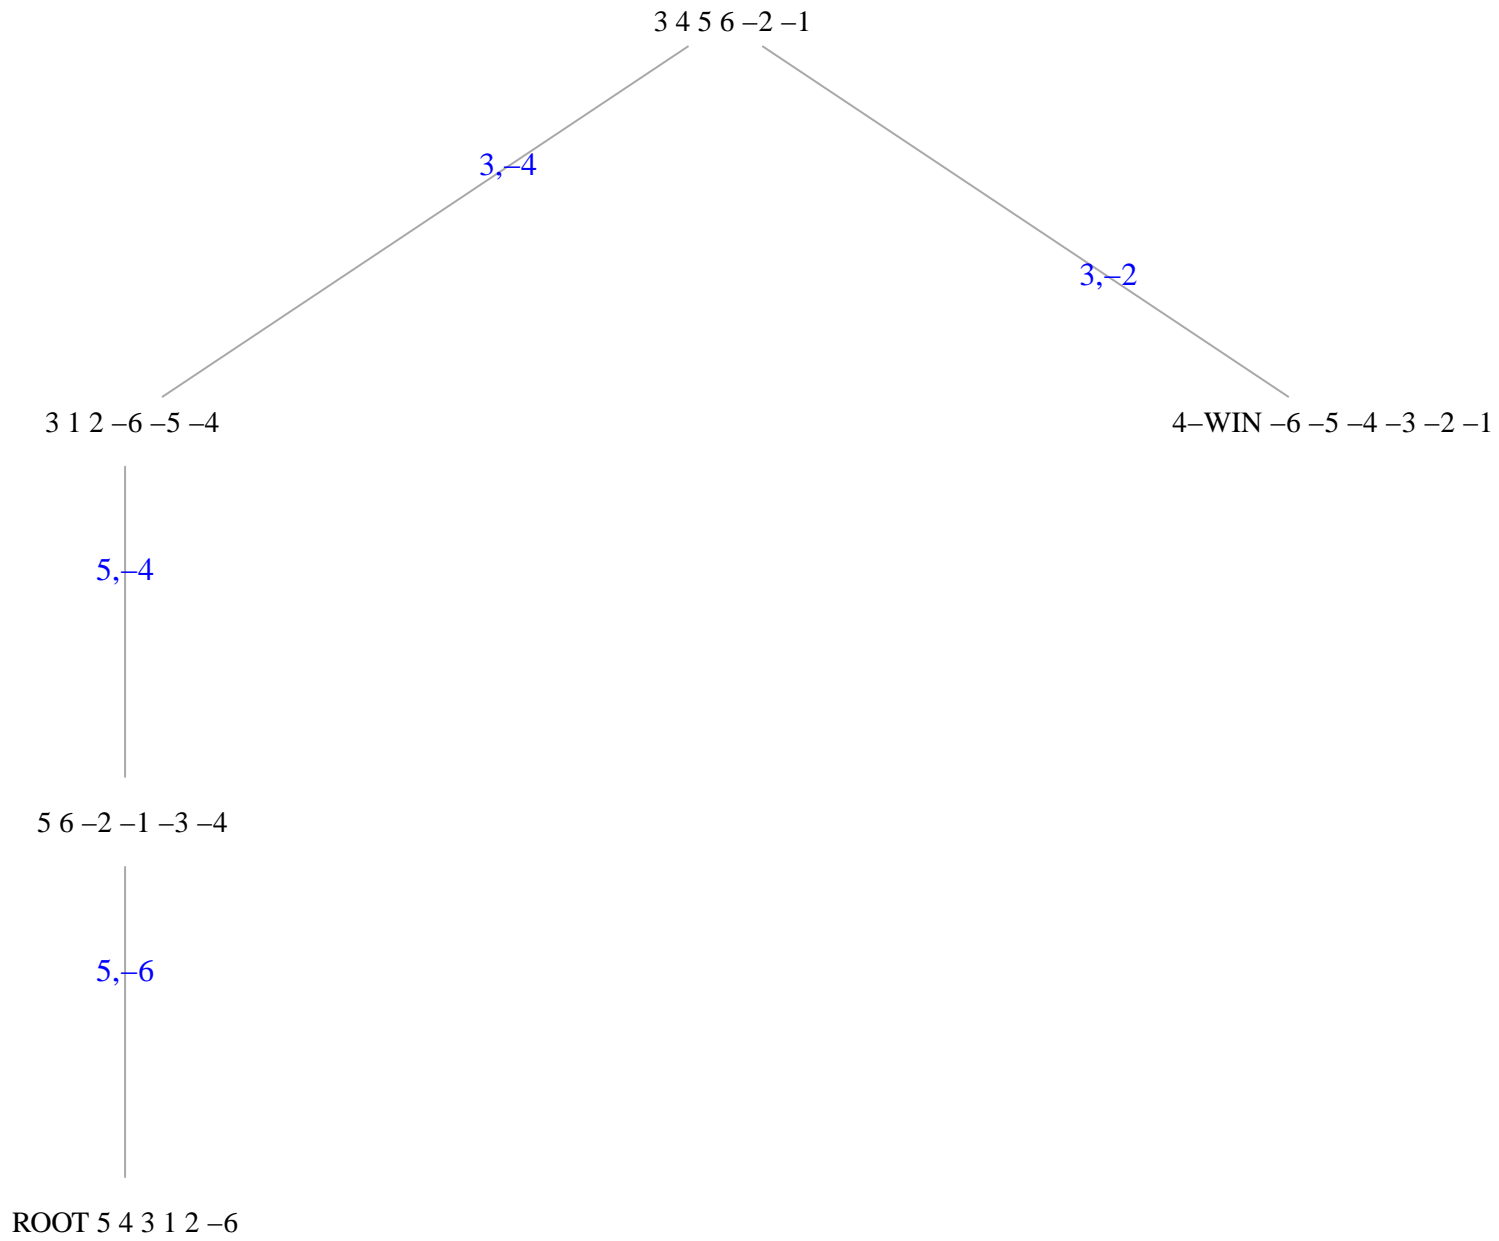 3 4 5 6 –2 –1
3,–4
3,–2
3 1 2 –6 –5 –4
4–WIN –6 –5 –4 –3 –2 –1
5,–4
5 6 –2 –1 –3 –4
5,–6
ROOT 5 4 3 1 2 –6